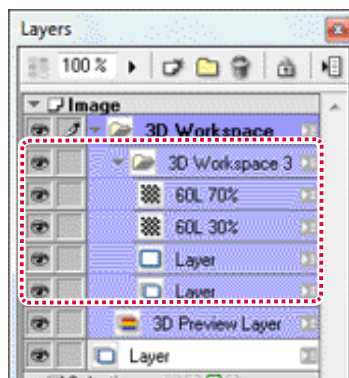 Layers
100 %
Image
3D Workspace
3D Workspace 3
60L 70%
60L 30%
Layer
Layer
3D Preview Layer
Layer